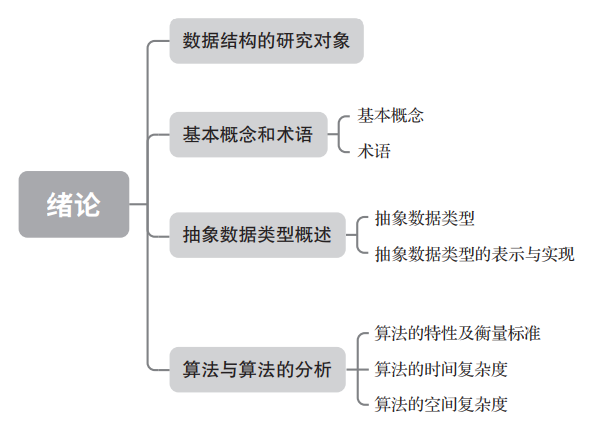 绪论
数据结构的研究对象
基本概念和术语
基本概念
术语
抽象数据类型概述
抽象数据类型
抽象数据类型的表示与实现
算法与算法的分析
算法的特性及衡量标准
算法的时间复杂度
算法的空间复杂度